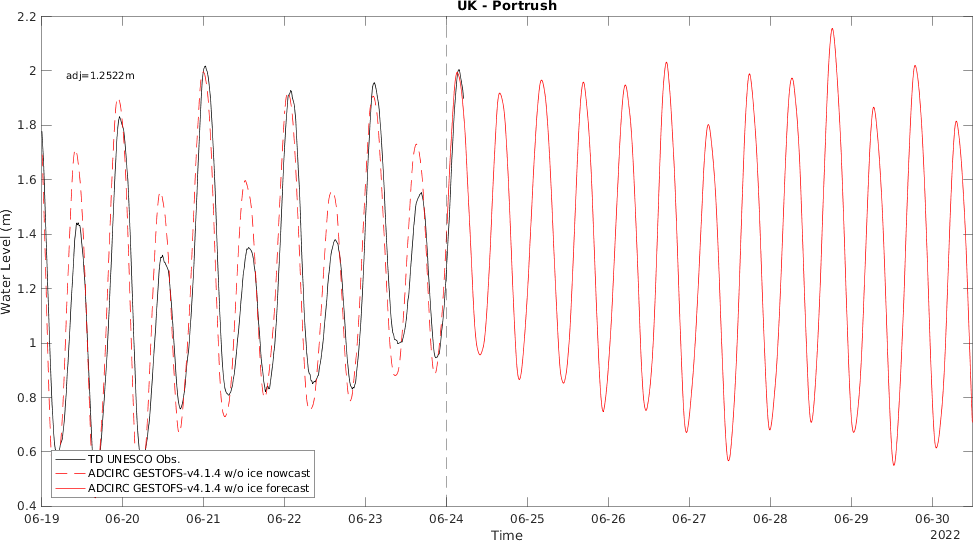 UK - Portrush
2.2
2
1.8
1.6
1.4
1.2
1
0.8
0.6
0.4
Water Level (m)
adj=1.2522m
TD UNESCO Obs.
ADCIRC GESTOFS-v4.1.4 w/o ice nowcast
ADCIRC GESTOFS-v4.1.4 w/o ice forecast
06-19 06-20 06-21 06-22 06-23 06-24 06-25 06-26 06-27 06-28 06-29 06-30
Time
2022